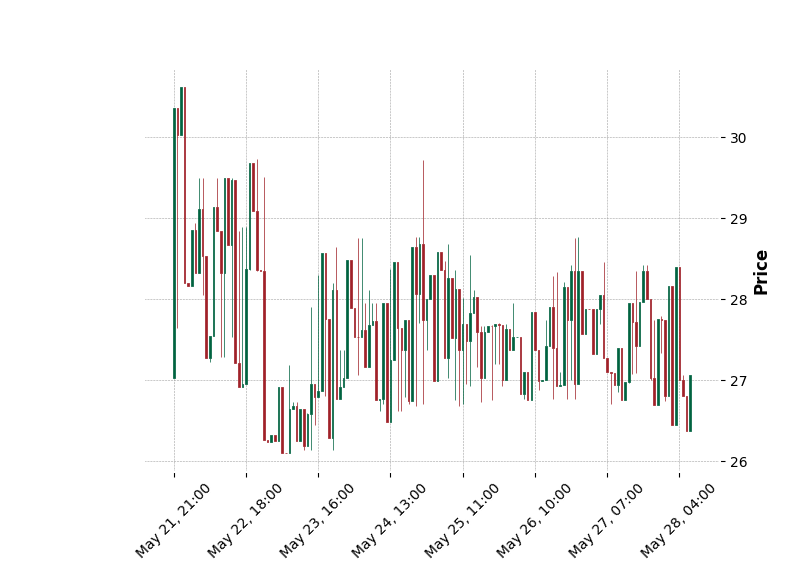 30
29
28
27
26
Price
May 21, 21:00
May 22, 18:00
May 23, 16:00
May 24, 13:00
May 25, 11:00
May 26, 10:00
May 27, 07:00
May 28, 04:00